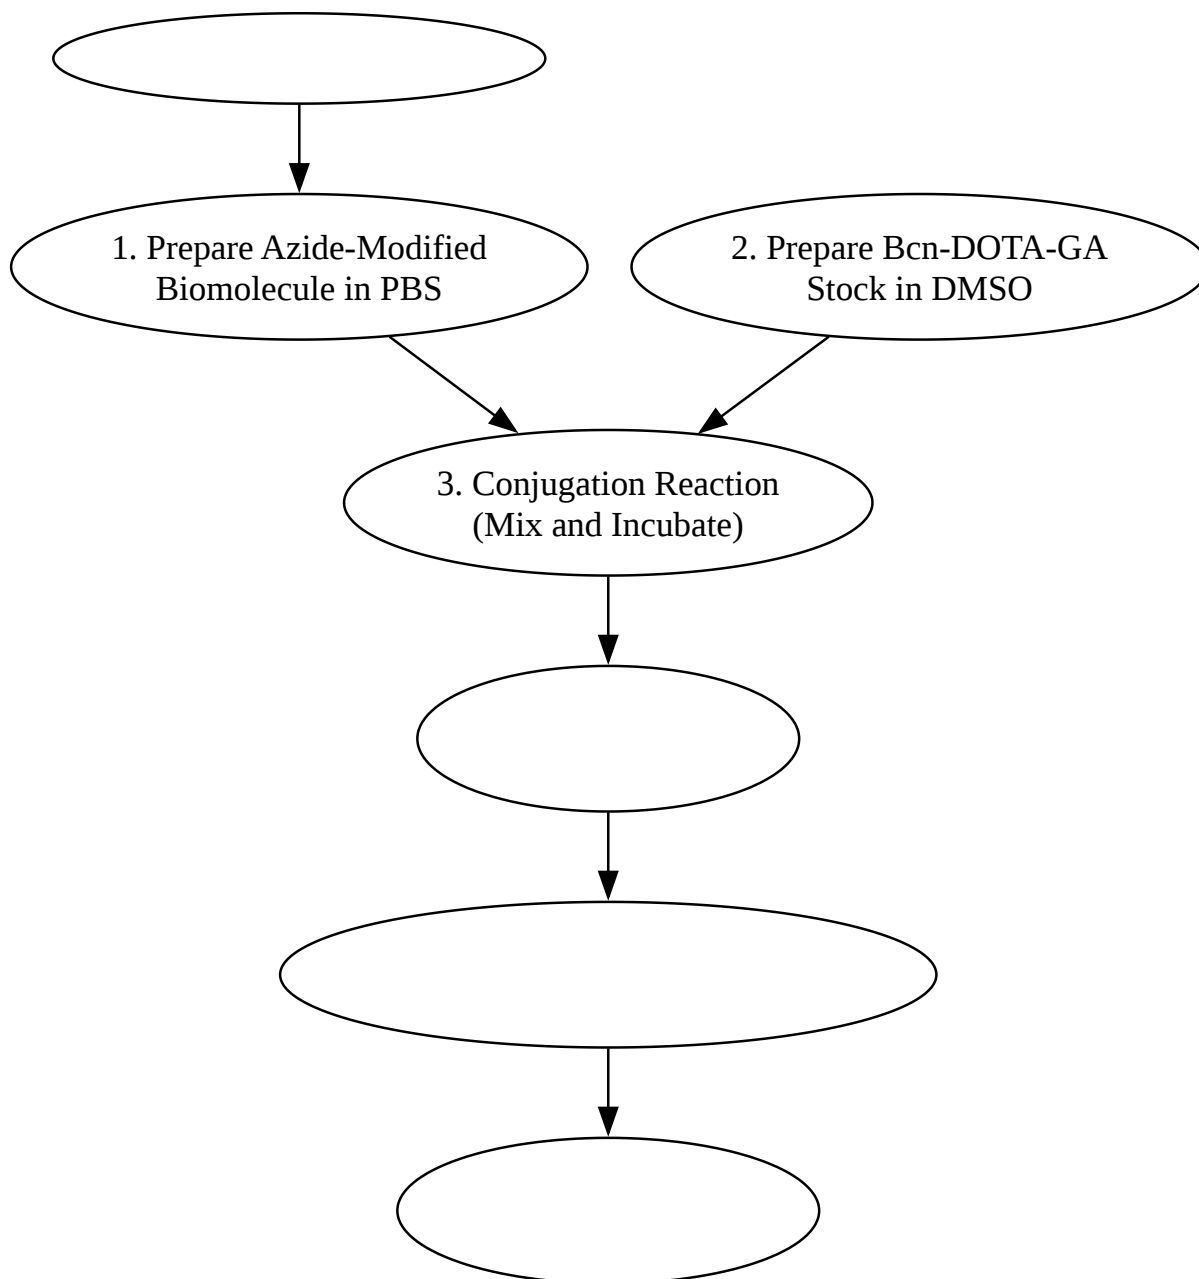 1. Prepare Azide-Modified
Biomolecule in PBS
2. Prepare Bcn-DOTA-GA
Stock in DMSO
3. Conjugation Reaction
(Mix and Incubate)